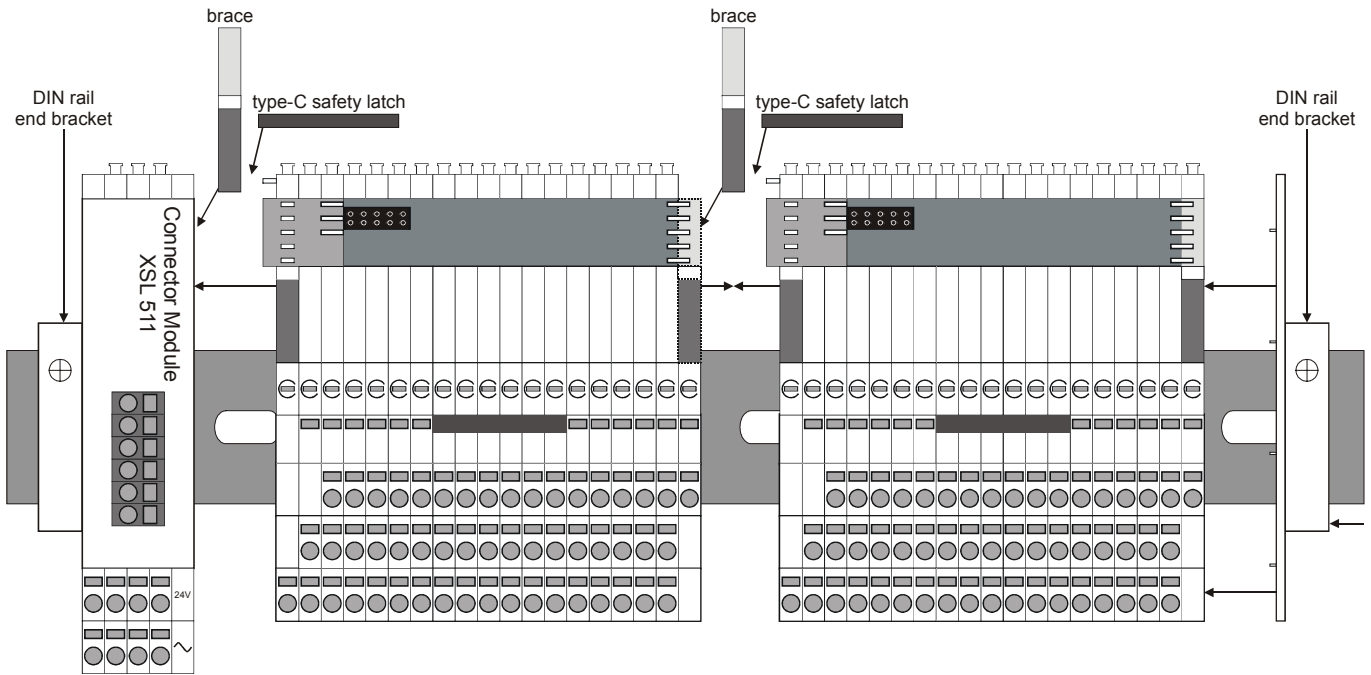 brace
brace
type-C safety latch
type-C safety latch
DIN rail
end bracket
DIN rail
end bracket
Connector Module
XSL 511
24V
~